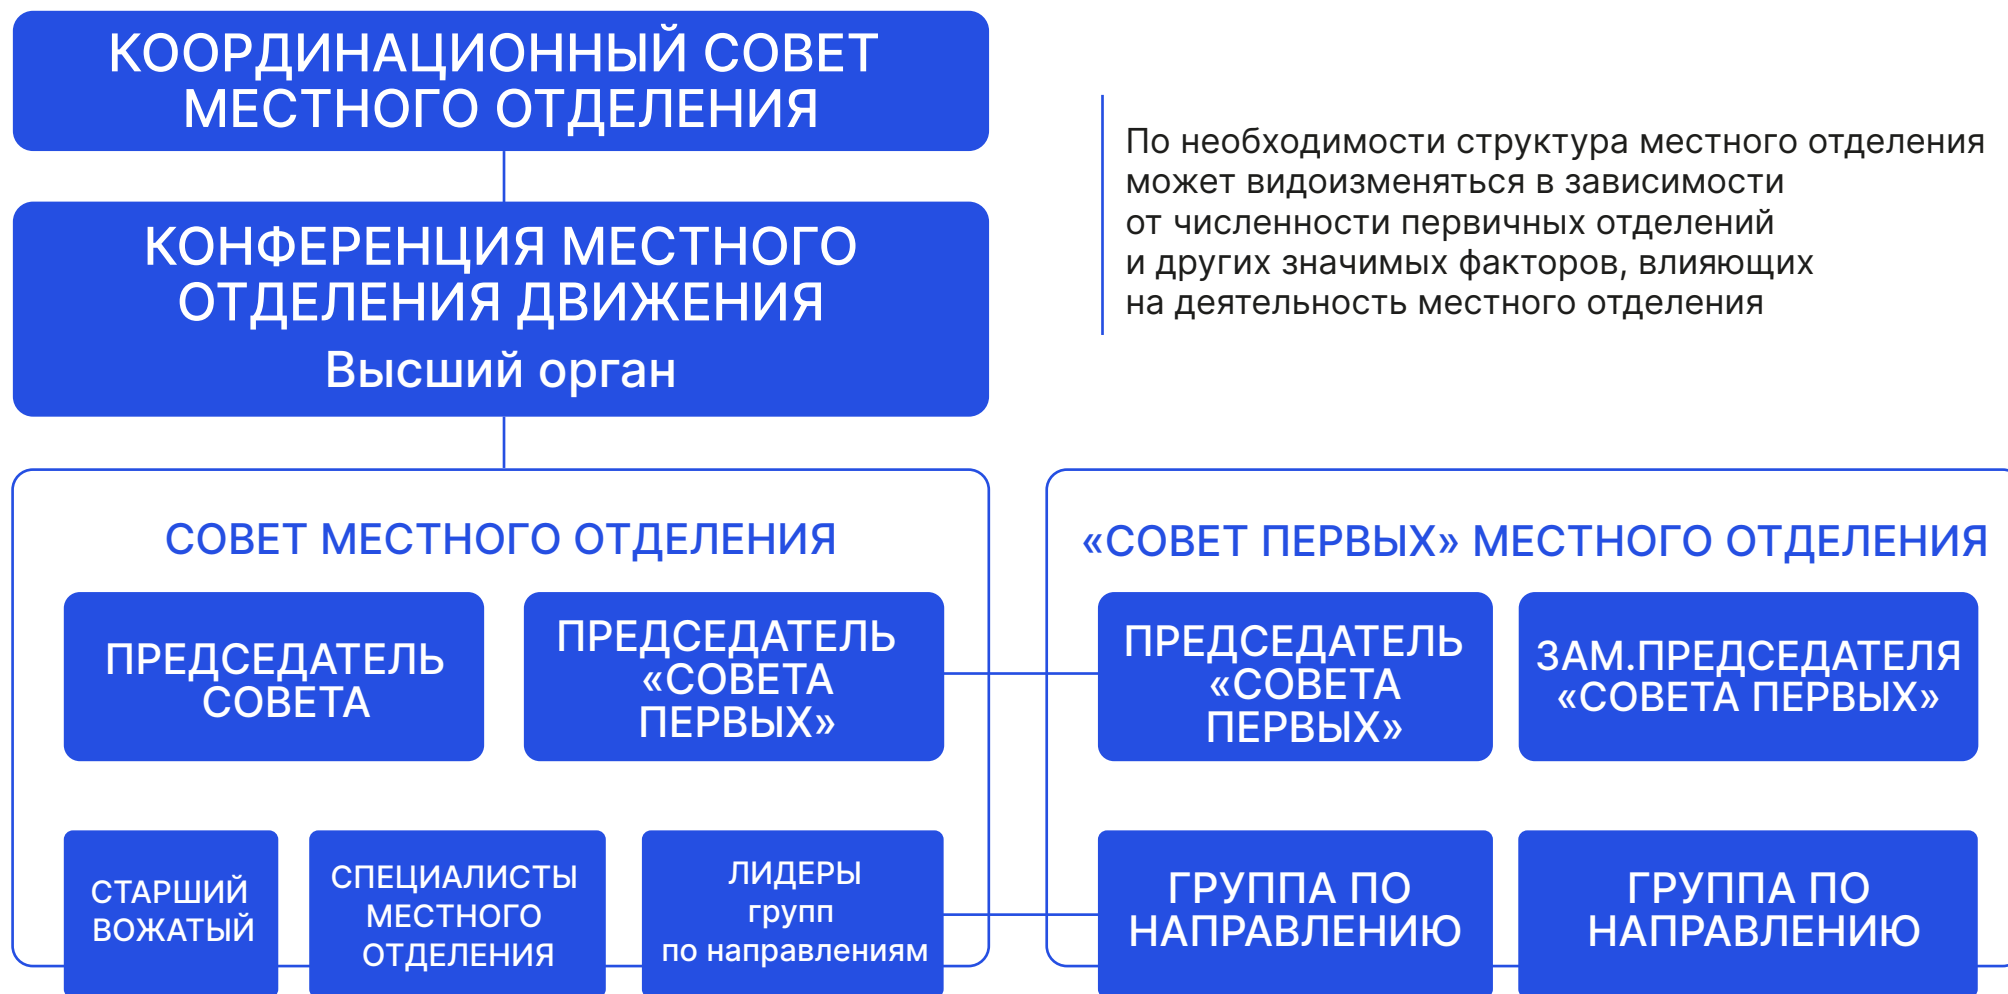 КООРДИНАЦИОННЫЙ СОВЕТ
МЕСТНОГО ОТДЕЛЕНИЯ
КОНФЕРЕНЦИЯ МЕСТНОГО
ОТДЕЛЕНИЯ ДВИЖЕНИЯ
Высший орган
По необходимости структура местного отделения
может видоизменяться в зависимости
от численности первичных отделений
и других значимых факторов, влияющих
на деятельность местного отделения
СОВЕТ МЕСТНОГО ОТДЕЛЕНИЯ
ПРЕДСЕДАТЕЛЬ
СОВЕТА
ПРЕДСЕДАТЕЛЬ
«СОВЕТА
ПЕРВЫХ»
СТАРШИЙ
ВОЖАТЫЙ
СПЕЦИАЛИСТЫ
МЕСТНОГО
ОТДЕЛЕНИЯ
ЛИДЕРЫ
групп
по направлениям
«СОВЕТ ПЕРВЫХ» МЕСТНОГО ОТДЕЛЕНИЯ
ПРЕДСЕДАТЕЛЬ
«СОВЕТА
ПЕРВЫХ»
ЗАМ.ПРЕДСЕДАТЕЛЯ
«СОВЕТА ПЕРВЫХ»
ГРУППА ПО
НАПРАВЛЕНИЮ
ГРУППА ПО
НАПРАВЛЕНИЮ